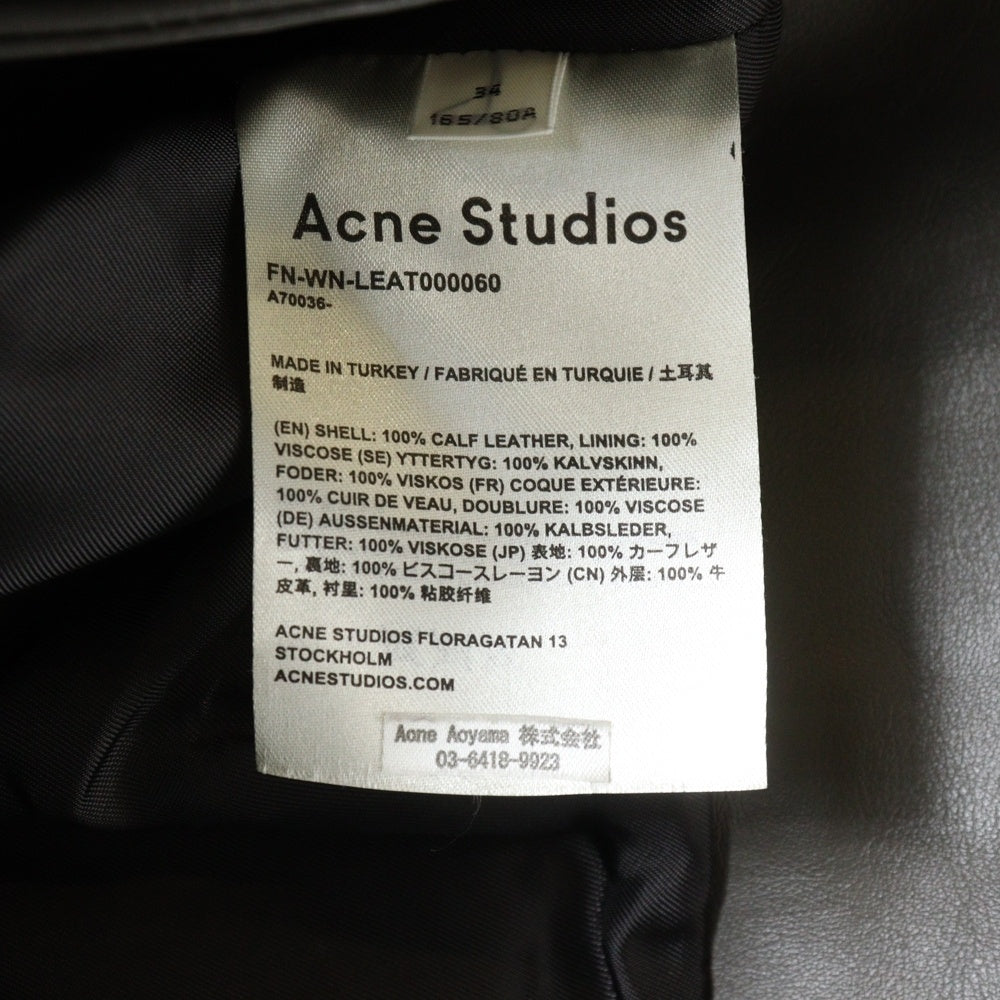 34
165/80A
Acne Studios
FN-WN-LEAT000060
A70036-
MADE IN TURKEY / FABRIQUÉ EN TURQUIE / 土耳其
制造
(EN) SHELL: 100% CALF LEATHER, LINING: 100%
VISCOSE (SE) YTTERTYG: 100% KALVSKINN,
FODER: 100% VISKOS (FR) COQUE EXTÉRIEURE:
100% CUIR DE VEAU, DOUBLURE: 100% VISCOSE
(DE) AUSSENMATERIAL: 100% KALBSLEDER,
FUTTER: 100% VISKOSE (JP) 表地: 100% カーフレザ
ー, 裏地: 100% ビスコースレーヨン (CN) 外层: 100% 牛
皮革, 衬里: 100% 粘胶纤维
ACNE STUDIOS FLORAGATAN 13
STOCKHOLM
ACNESTUDIOS.COM
Acne Aoyama 株式会社
03-6418-9923